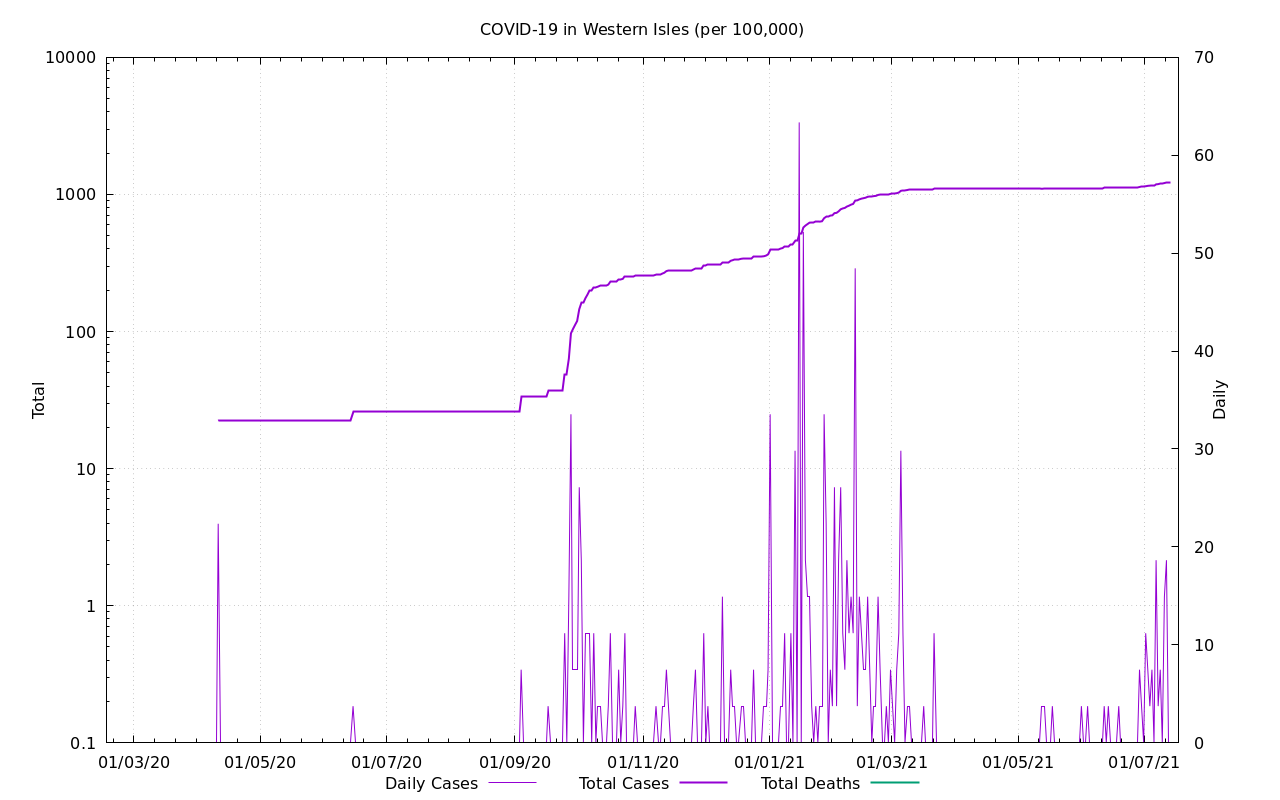 COVID-19 in Western Isles (per 100,000)
10000
1000
100
10
1
0.1
Total
70
60
50
40
30
20
10
0
Daily
01/03/20 01/05/20 01/07/20 01/09/20 01/11/20 01/01/21 01/03/21 01/05/21 01/07/21
Daily Cases Total Cases Total Deaths